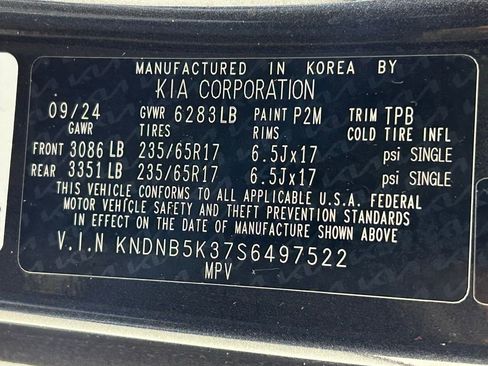 MANUFACTURED IN KOREA BY
KIA CORPORATION
09/24 GVWR 6283LB PAINT P2M TRIM TPB
GAWR TIRES RIMS COLD TIRE INFL
FRONT 3086 LB 235/65R17 6.5Jx17 psi SINGLE
REAR 3351 LB 235/65R17 6.5Jx17 psi SINGLE
THIS VEHICLE CONFORMS TO ALL APPLICABLE U.S.A. FEDERAL
MOTOR VEHICLE SAFETY AND THEFT PREVENTION STANDARDS
IN EFFECT ON THE DATE OF MANUFACTURE SHOWN ABOVE
V.I.N KNDNB5K37S6497522
MPV